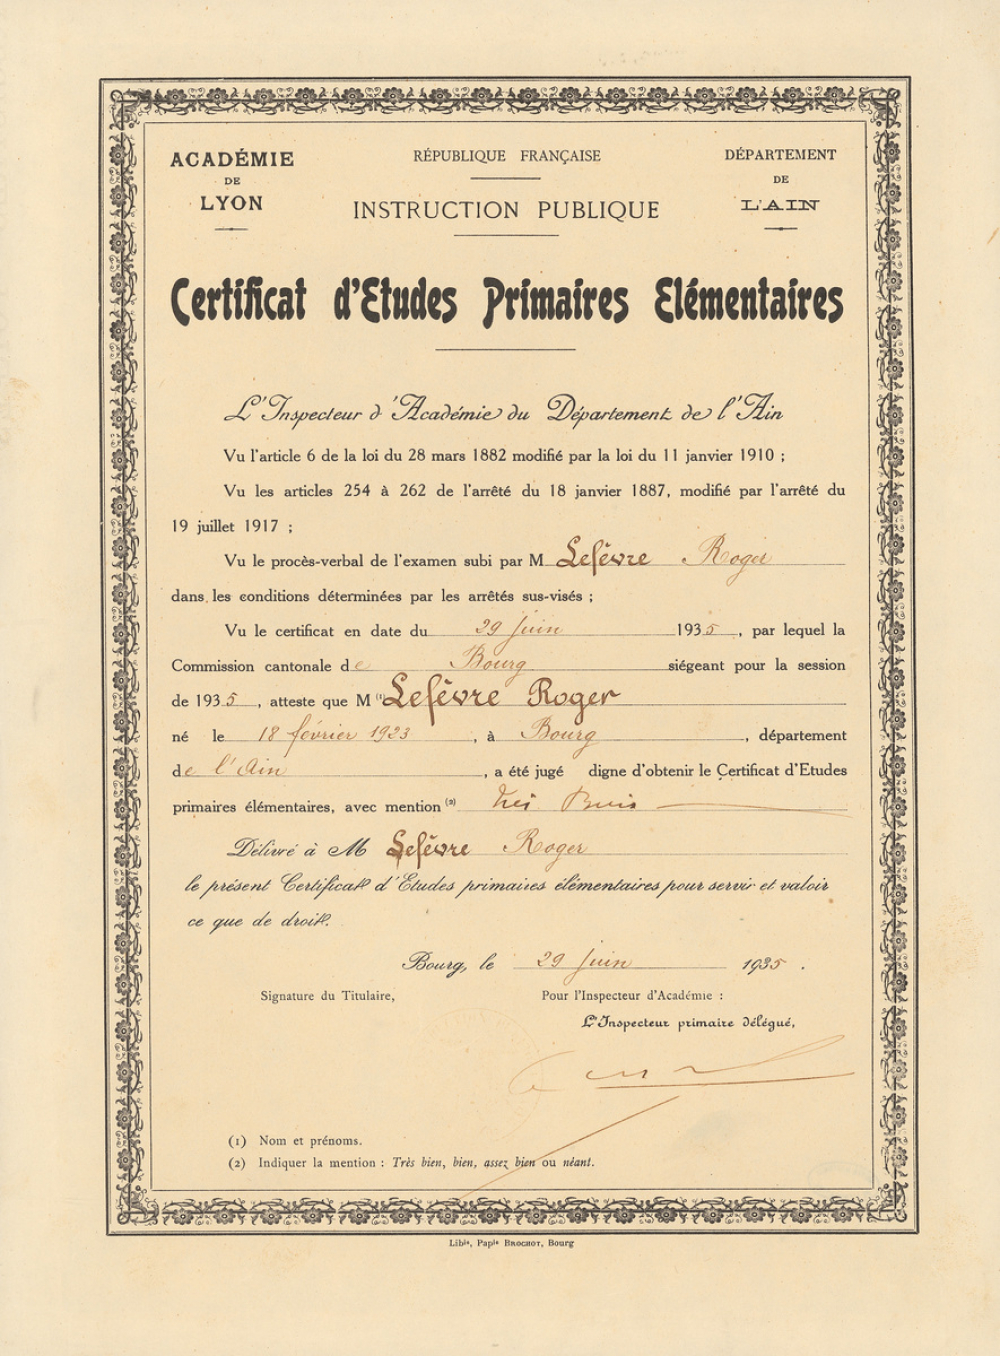 ACADÉMIE
DE
LYON
RÉPUBLIQUE FRANÇAISE
INSTRUCTION PUBLIQUE
DÉPARTEMENT
DE
L'AIN
Certificat d'Etudes Primaires Elémentaires
L'Inspecteur d'Académie du Département de l'Ain
Vu l'article 6 de la loi du 28 mars 1882 modifié par la loi du 11 janvier 1910 ;
Vu les articles 254 à 262 de l'arrêté du 18 janvier 1887, modifié par l'arrêté du
19 juillet 1917 ;
Vu le procès-verbal de l'examen subi par M Lefêvre Roger
dans les conditions déterminées par les arrêtés sus-visés ;
Vu le certificat en date du 29 juin 1935, par lequel la
Commission cantonale de Bourg siégeant pour la session
de 1935, atteste que M (1) Lefêvre Roger
né le 18 février 1923, à Bourg, département
de l'Ain, a été jugé digne d'obtenir le Certificat d'Etudes
primaires élémentaires, avec mention (2) Très Bien
Délivré à M Lefêvre Roger
le présent Certificat d'Etudes primaires élémentaires pour servir et valoir
ce que de droit.
Bourg, le 29 juin 1935.
Signature du Titulaire,
Pour l'Inspecteur d'Académie :
L'Inspecteur primaire délégué,
(1) Nom et prénoms.
(2) Indiquer la mention : Très bien, bien, assez bien ou néant.
Libie, Papie BROCHOT, Bourg